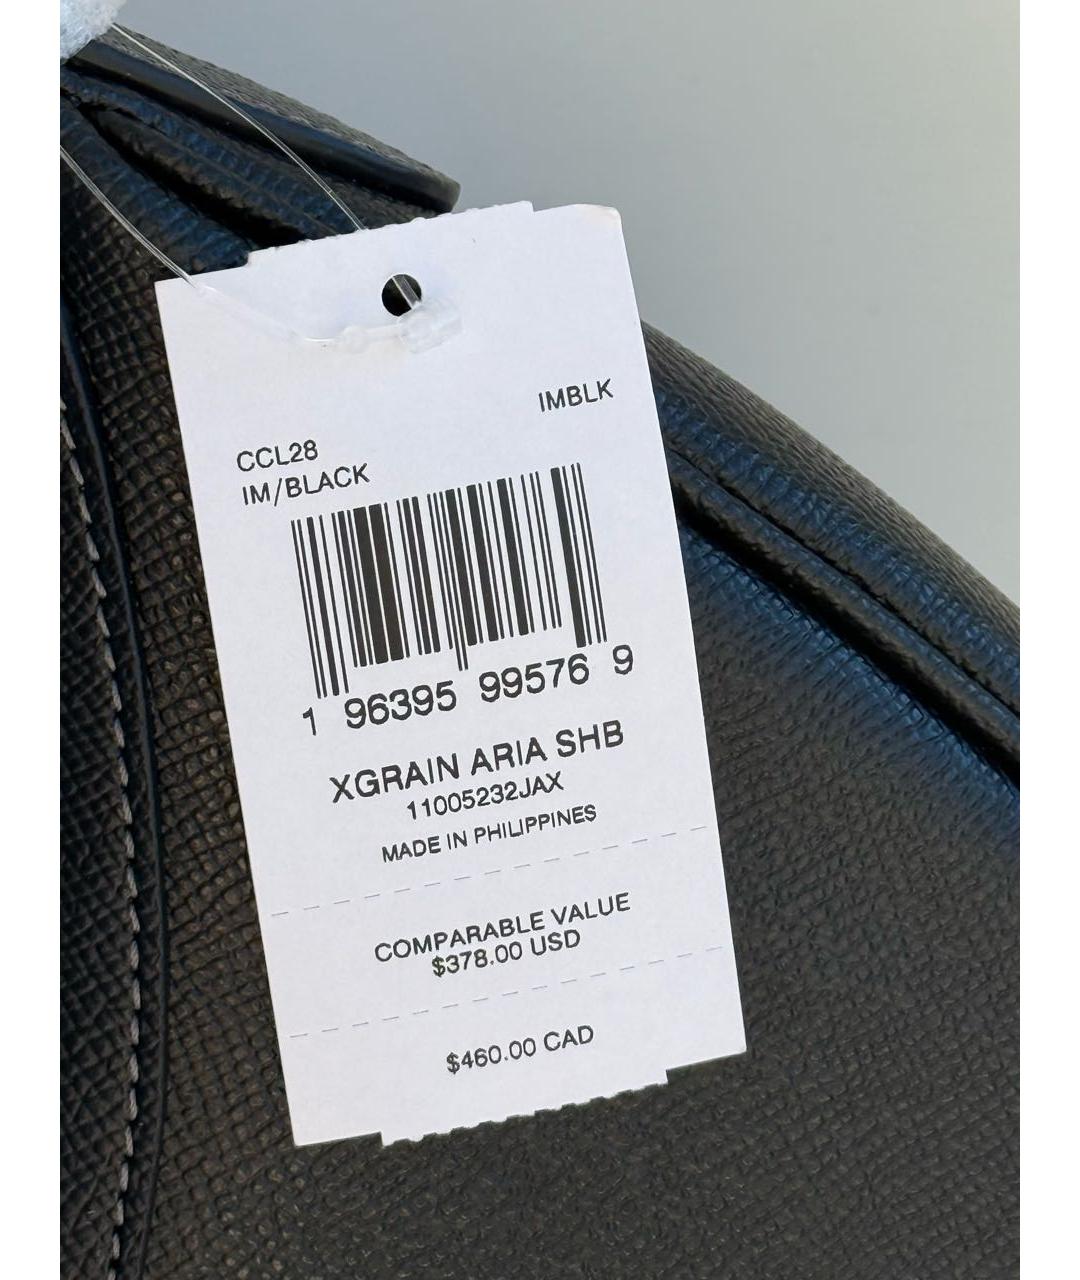 IMBLK
CCL28
IM/BLACK
1 96395 99576 9
XGRAIN ARIA SHB
11005232JAX
MADE IN PHILIPPINES
COMPARABLE VALUE
$378.00 USD
$460.00 CAD